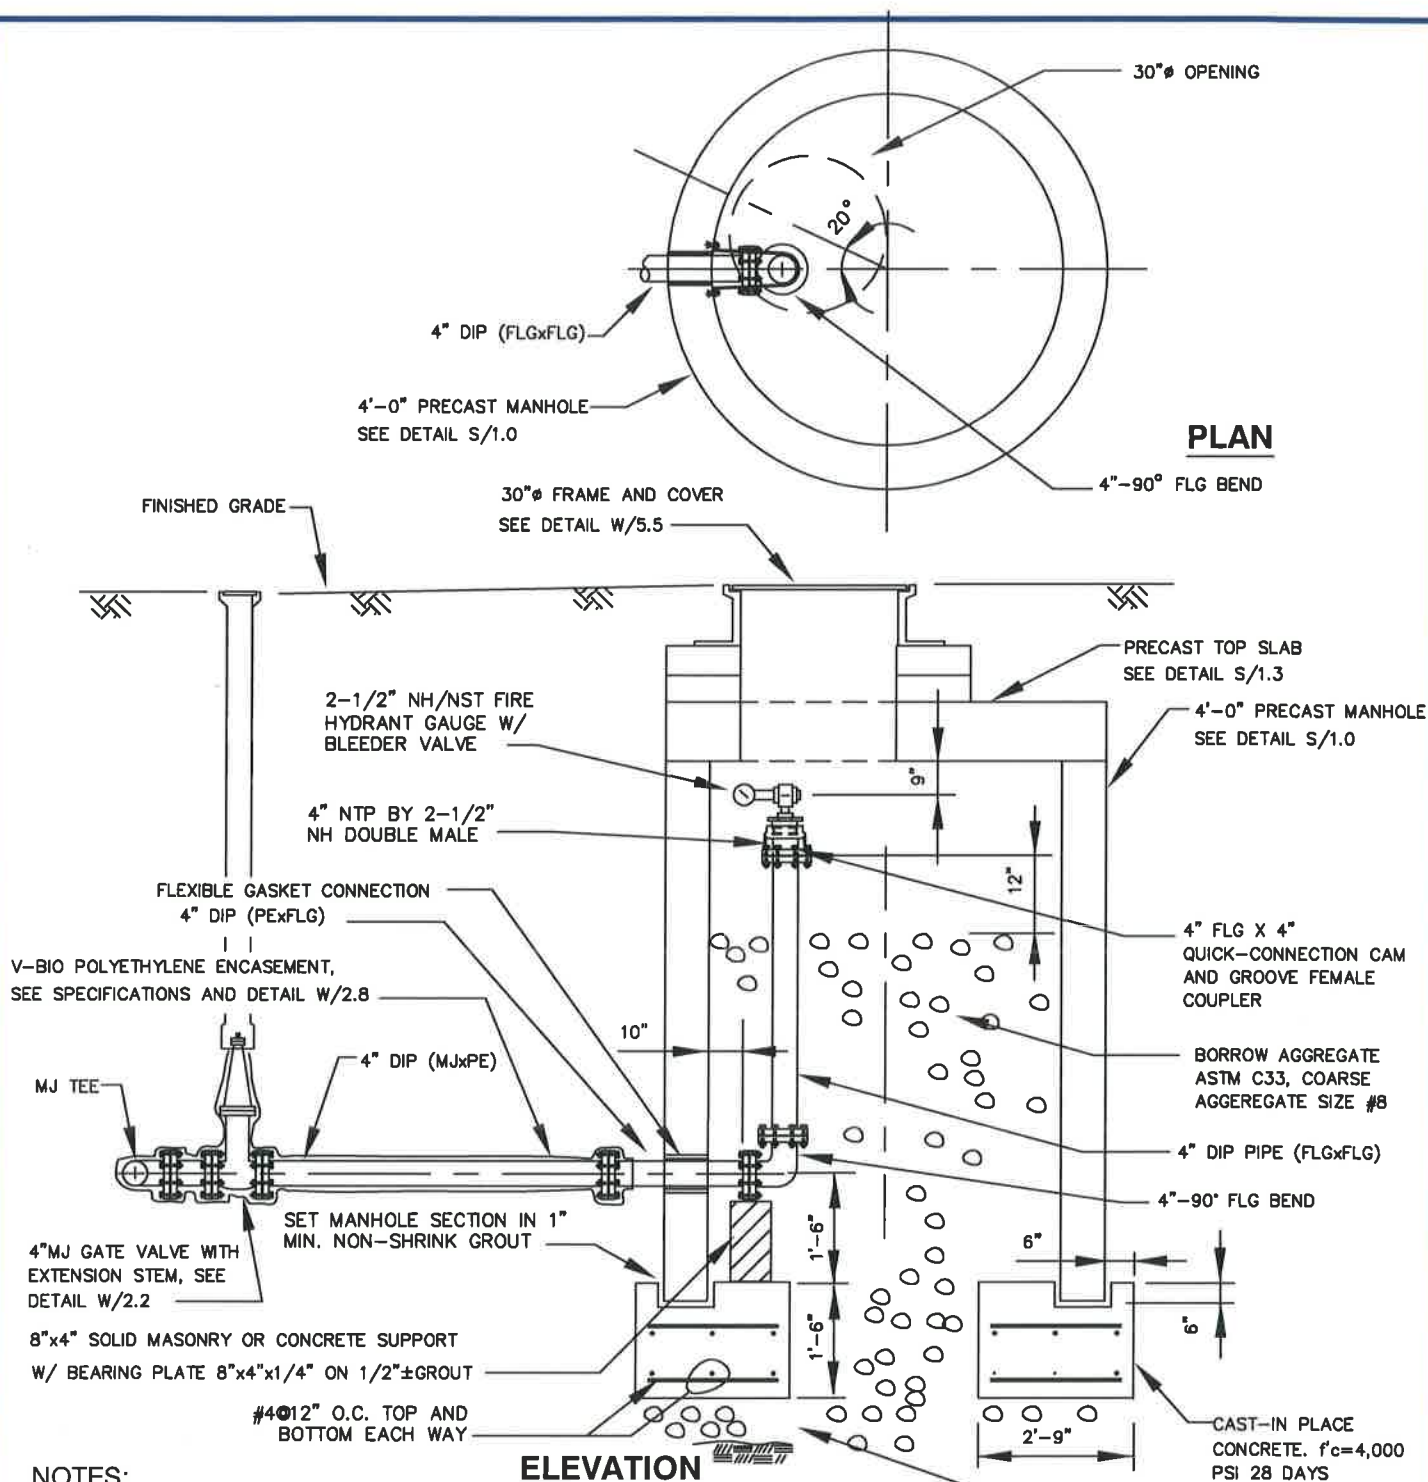 30"ø OPENING
20°
4" DIP (FLGxFLG)
4'-0" PRECAST MANHOLE
SEE DETAIL S/1.0
PLAN
4"-90° FLG BEND
30"ø FRAME AND COVER
SEE DETAIL W/5.5
FINISHED GRADE
PRECAST TOP SLAB
SEE DETAIL S/1.3
4'-0" PRECAST MANHOLE
SEE DETAIL S/1.0
2-1/2" NH/NST FIRE
HYDRANT GAUGE W/
BLEEDER VALVE
9"
4" NTP BY 2-1/2"
NH DOUBLE MALE
12"
FLEXIBLE GASKET CONNECTION
4" DIP (PExFLG)
4" FLG X 4"
QUICK-CONNECTION CAM
AND GROOVE FEMALE
COUPLER
V-BIO POLYETHYLENE ENCASEMENT,
SEE SPECIFICATIONS AND DETAIL W/2.8
10"
4" DIP (MJxPE)
MJ TEE
BORROW AGGREGATE
ASTM C33, COARSE
AGGEREGATE SIZE #8
4" DIP PIPE (FLGxFLG)
4"-90° FLG BEND
SET MANHOLE SECTION IN 1"
MIN. NON-SHRINK GROUT
1'-6"
6"
4"MJ GATE VALVE WITH
EXTENSION STEM, SEE
DETAIL W/2.2
6"
8"x4" SOLID MASONRY OR CONCRETE SUPPORT
W/ BEARING PLATE 8"x4"x1/4" ON 1/2"±GROUT
1'-6"
#4@12" O.C. TOP AND
BOTTOM EACH WAY
2'-9"
CAST-IN PLACE
CONCRETE. f'c=4,000
PSI 28 DAYS
ELEVATION
NOTES: